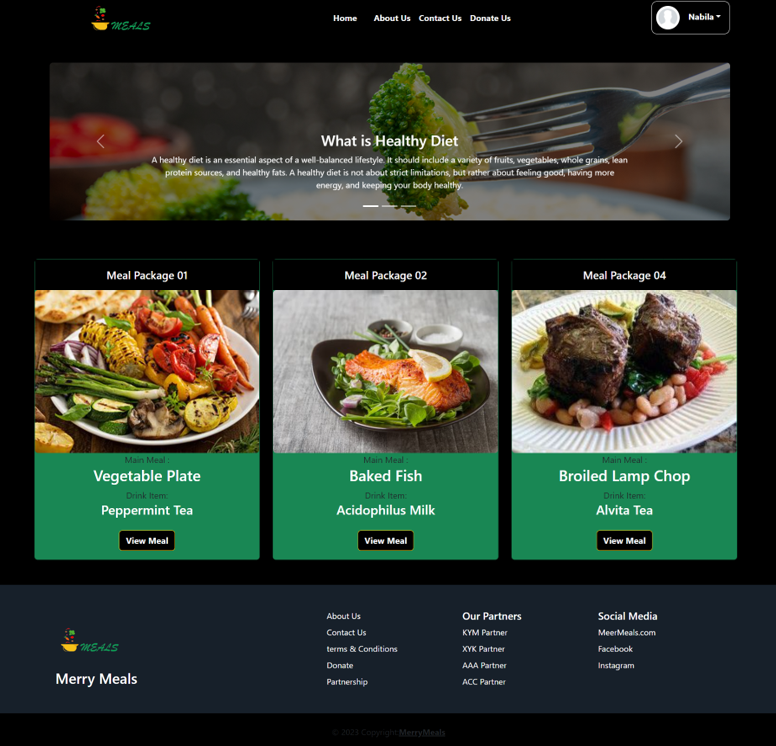 MEALS
Home About Us Contact Us Donate Us
Nabila
What is Healthy Diet
A healthy diet is an essential aspect of a well-balanced lifestyle. It should include a variety of fruits, vegetables, whole grains, lean
protein sources, and healthy fats. A healthy diet is not about strict limitations, but rather about feeling good, having more
energy, and keeping your body healthy.
Meal Package 01
Main Meal :
Vegetable Plate
Drink Item:
Peppermint Tea
View Meal
Meal Package 02
Main Meal :
Baked Fish
Drink Item:
Acidophilus Milk
View Meal
Meal Package 04
Main Meal :
Broiled Lamp Chop
Drink Item:
Alvita Tea
View Meal
MEALS
Merry Meals
About Us
Contact Us
terms & Conditions
Donate
Partnership
Our Partners
KYM Partner
XYK Partner
AAA Partner
ACC Partner
Social Media
MeerMeals.com
Facebook
Instagram
© 2023 Copyright:MerryMeals